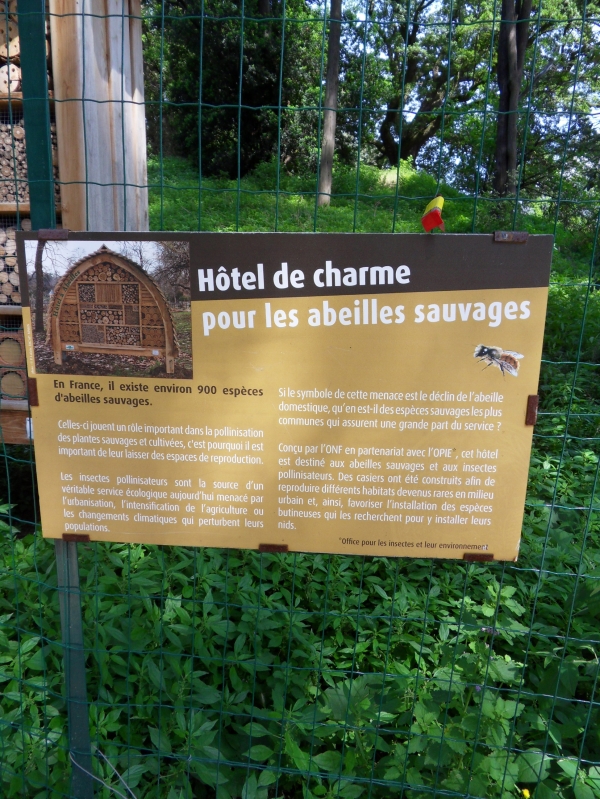 Hôtel de charme
pour les abeilles sauvages
En France, il existe environ 900 espèces
d'abeilles sauvages.
Celles-ci jouent un rôle important dans la pollinisation
des plantes sauvages et cultivées, c'est pourquoi il est
important de leur laisser des espaces de reproduction.
Les insectes pollinisateurs sont la source d'un
véritable service écologique aujourd'hui menacé par
l'urbanisation, l'intensification de l'agriculture ou
les changements climatiques qui perturbent leurs
populations.
Si le symbole de cette menace est le déclin de l'abeille
domestique, qu'en est-il des espèces sauvages les plus
communes qui assurent une grande part du service ?
Conçu par l'ONF en partenariat avec l'OPIE*, cet hôtel
est destiné aux abeilles sauvages et aux insectes
pollinisateurs. Des casiers ont été construits afin de
reproduire différents habitats devenus rares en milieu
urbain et, ainsi, favoriser l'installation des espèces
butineuses qui les recherchent pour y installer leurs
nids.
*Office pour les insectes et leur environnement